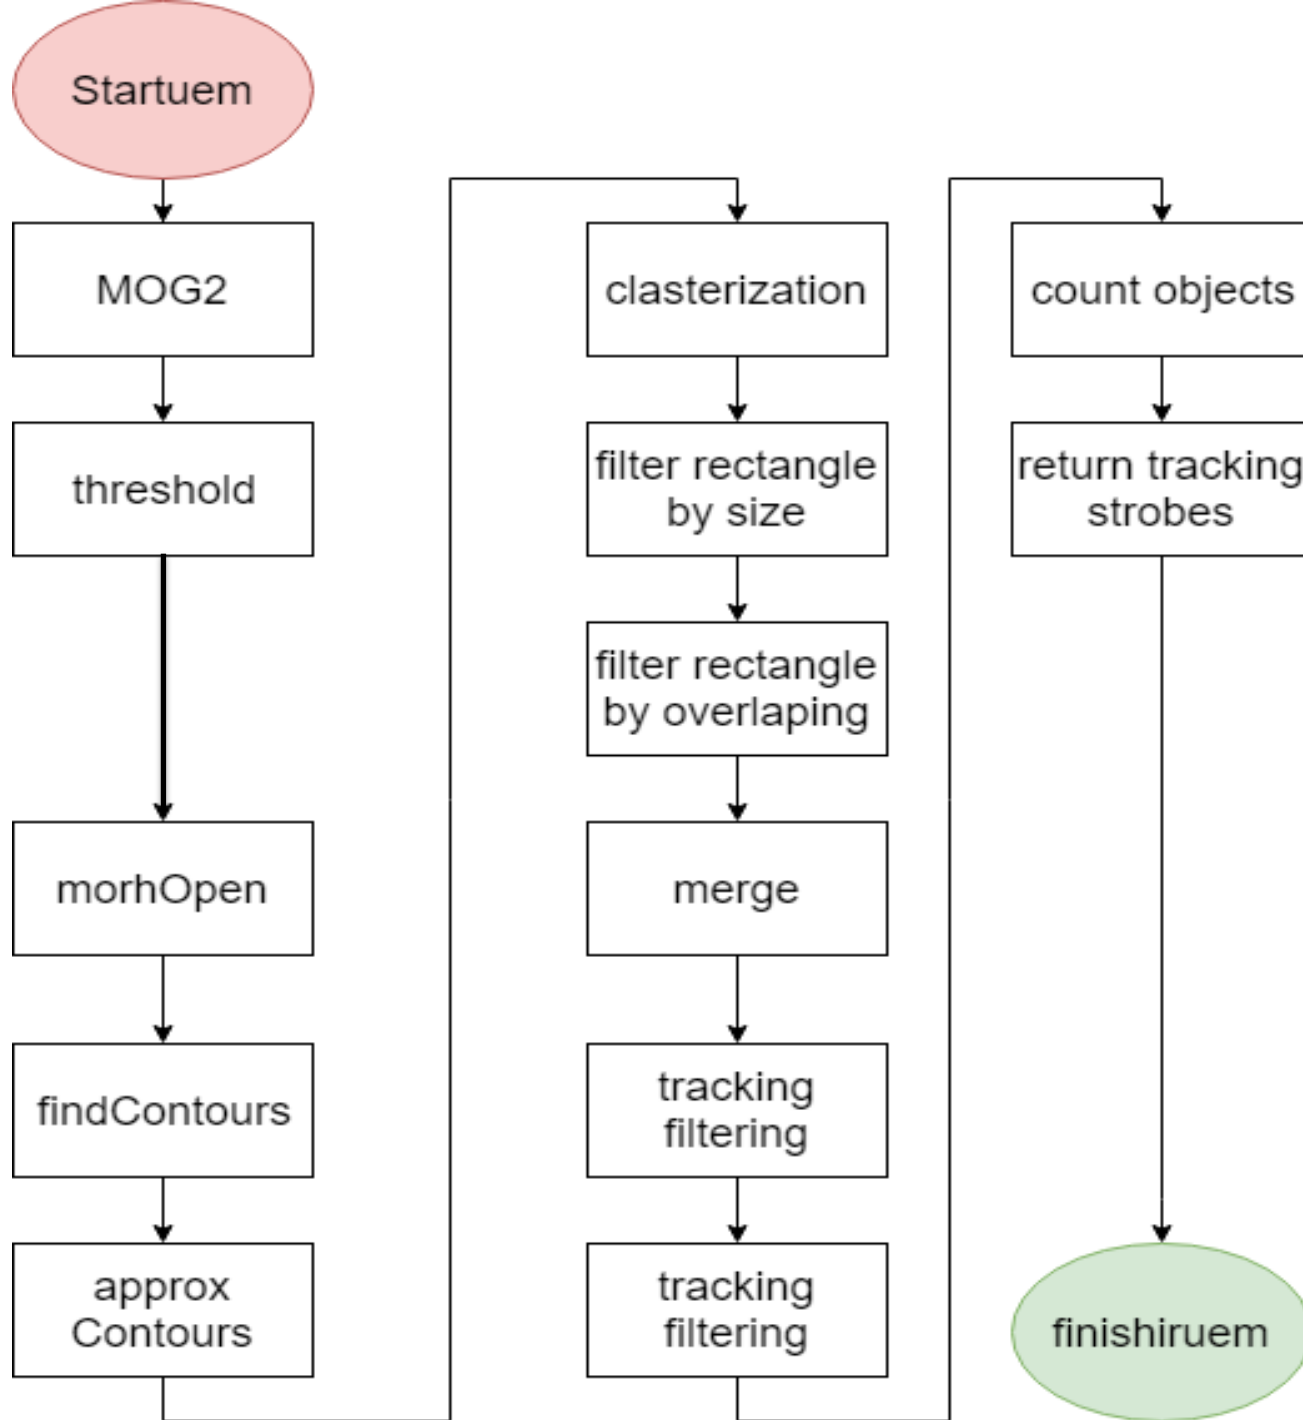 Startuem
MOG2
threshold
morhOpen
findContours
approx
Contours
clasterization
filter rectangle
by size
filter rectangle
by overlaping
merge
tracking
filtering
tracking
filtering
count objects
return tracking
strobes
finishiruem